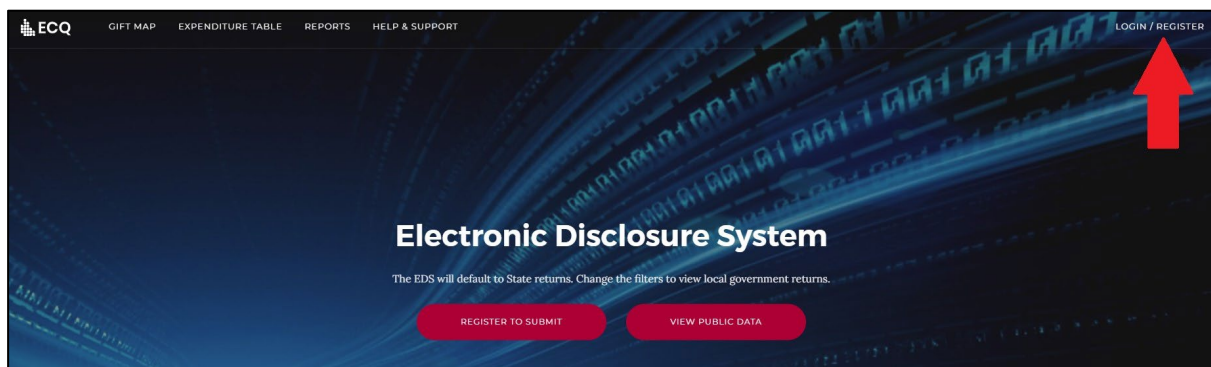 ECQ GIFT MAP EXPENDITURE TABLE REPORTS HELP & SUPPORT LOGIN / REGISTER
Electronic Disclosure System
The EDS will default to State returns. Change the filters to view local government returns.
REGISTER TO SUBMIT VIEW PUBLIC DATA